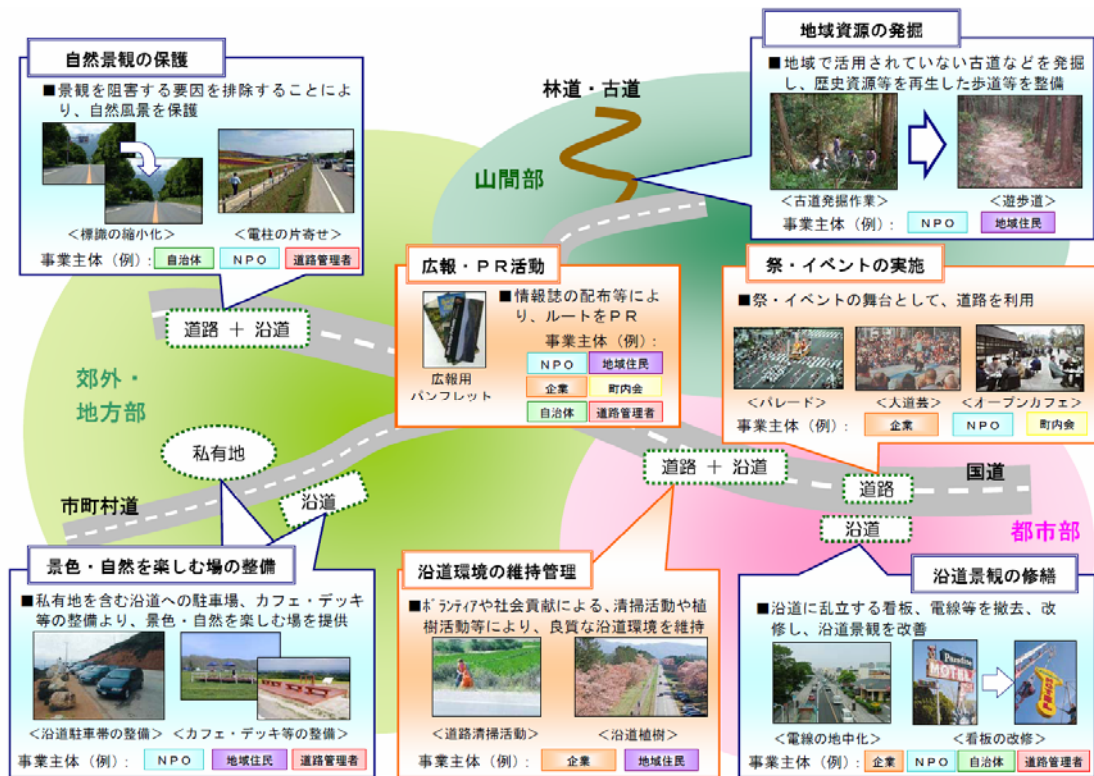 自然景観の保護
■景観を阻害する要因を排除することによ
り、自然風景を保護
<標識の縮小化>
<電柱の片寄せ>
事業主体（例）：
自治体
NPO
道路管理者
地域資源の発掘
■地域で活用されていない古道などを発掘
し、歴史資源等を再生した歩道等を整備
<古道発掘作業>
<遊歩道>
事業主体（例）：
NPO
地域住民
林道・古道
山間部
広報・PR活動
■情報誌の配布等によ
り、ルートをPR
広報用
パンフレット
事業主体（例）：
NPO
地域住民
企業
町内会
自治体
道路管理者
祭・イベントの実施
■祭・イベントの舞台として、道路を利用
<パレード>
<大道芸>
<オープンカフェ>
事業主体（例）：
企業
NPO
町内会
道路 ＋ 沿道
郊外・
地方部
私有地
市町村道
沿道
道路 ＋ 沿道
道路
国道
沿道
都市部
景色・自然を楽しむ場の整備
■私有地を含む沿道への駐車場、カフェ・デッキ
等の整備より、景色・自然を楽しむ場を提供
<沿道駐車帯の整備>
<カフェ・デッキ等の整備>
事業主体（例）：
NPO
地域住民
道路管理者
沿道環境の維持管理
■ボランティアや社会貢献による、清掃活動や植
樹活動等により、良質な沿道環境を維持
<道路清掃活動>
<沿道植樹>
事業主体（例）：
企業
地域住民
沿道景観の修繕
■沿道に乱立する看板、電線等を撤去、改
修し、沿道景観を改善
Paradise
MOTEL
<電線の地中化>
<看板の改修>
事業主体（例）：
企業
NPO
自治体
道路管理者